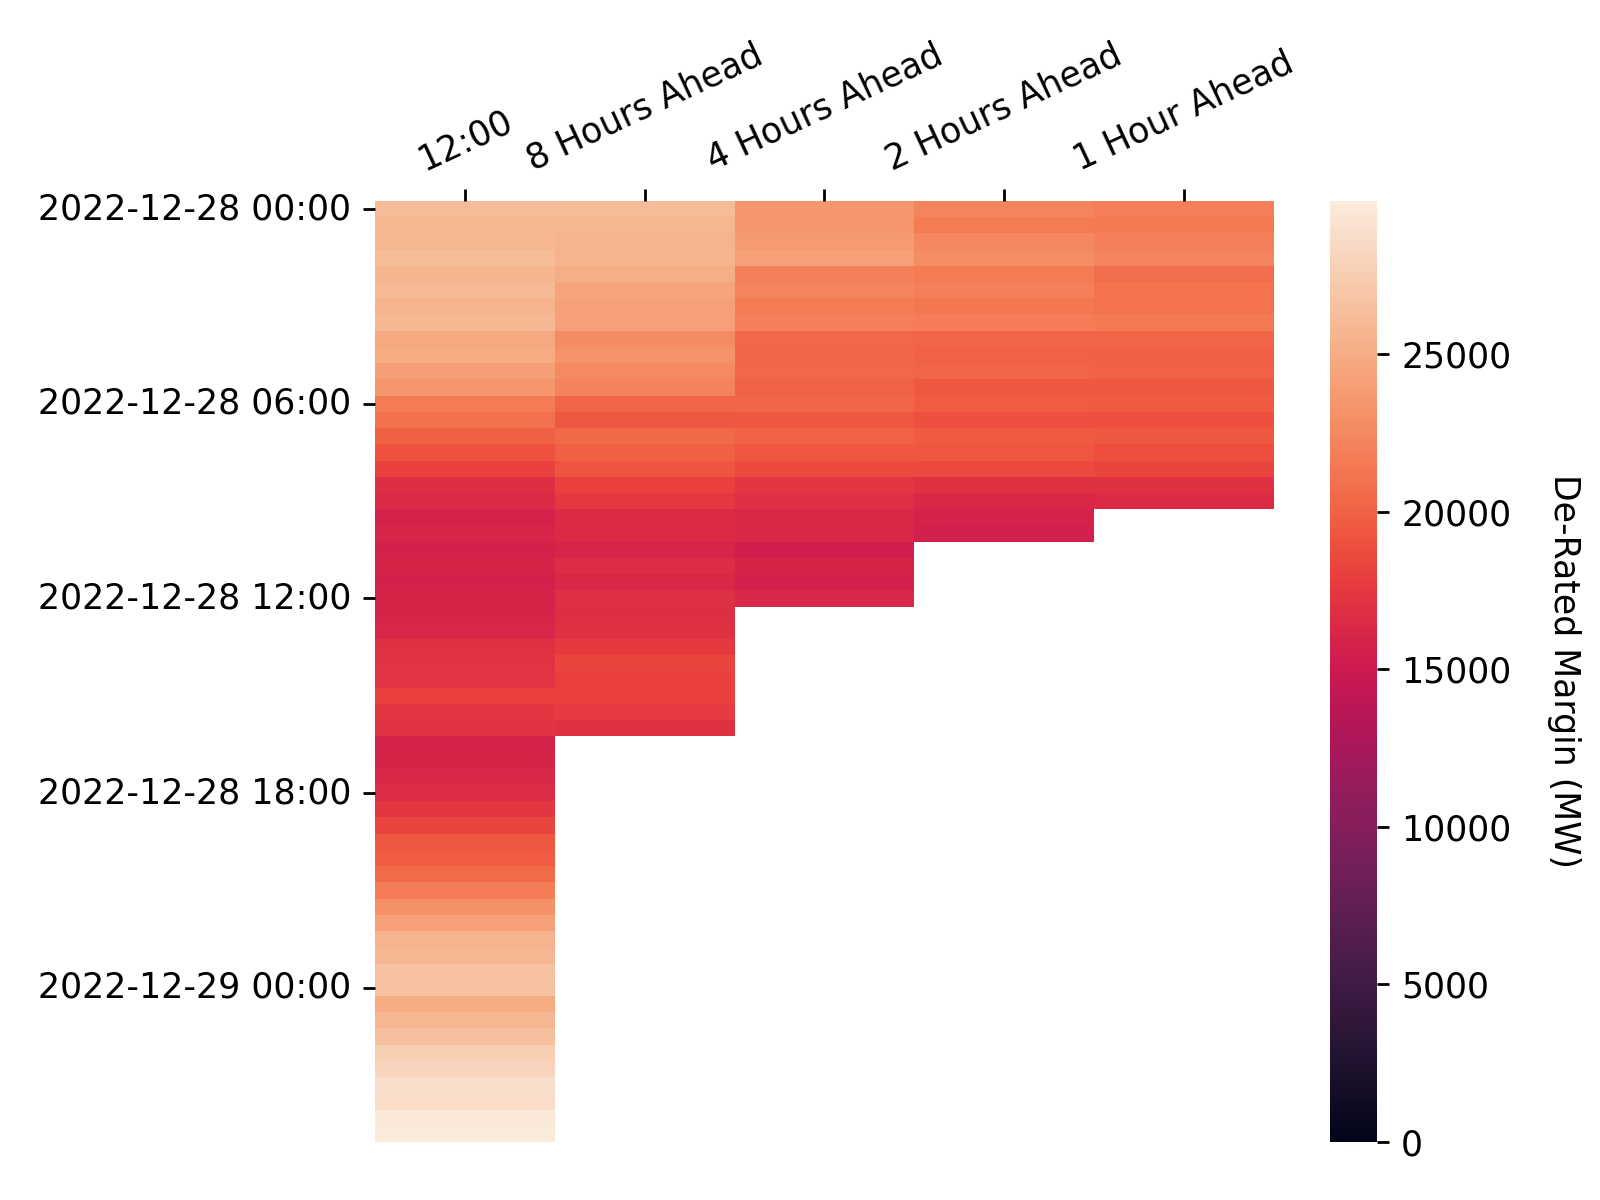 12:00
8 Hours Ahead
4 Hours Ahead
2 Hours Ahead
1 Hour Ahead
2022-12-28 00:00
2022-12-28 06:00
2022-12-28 12:00
2022-12-28 18:00
2022-12-29 00:00
25000
20000
15000
10000
5000
0
De-Rated Margin (MW)